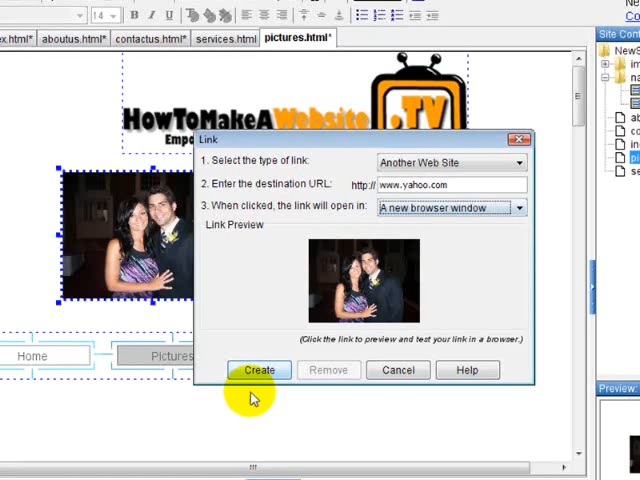 14
B I U
aboutus.html* contactus.html* services.html pictures.html*
Site Cont
NewS
HowToMakeAWebsite.TV
Link
1. Select the type of link: Another Web Site
2. Enter the destination URL: http:// www.yahoo.com
3. When clicked, the link will open in: A new browser window
Link Preview
(Click the link to preview and test your link in a browser.)
Home
Pictures
Create Remove Cancel Help
Preview: